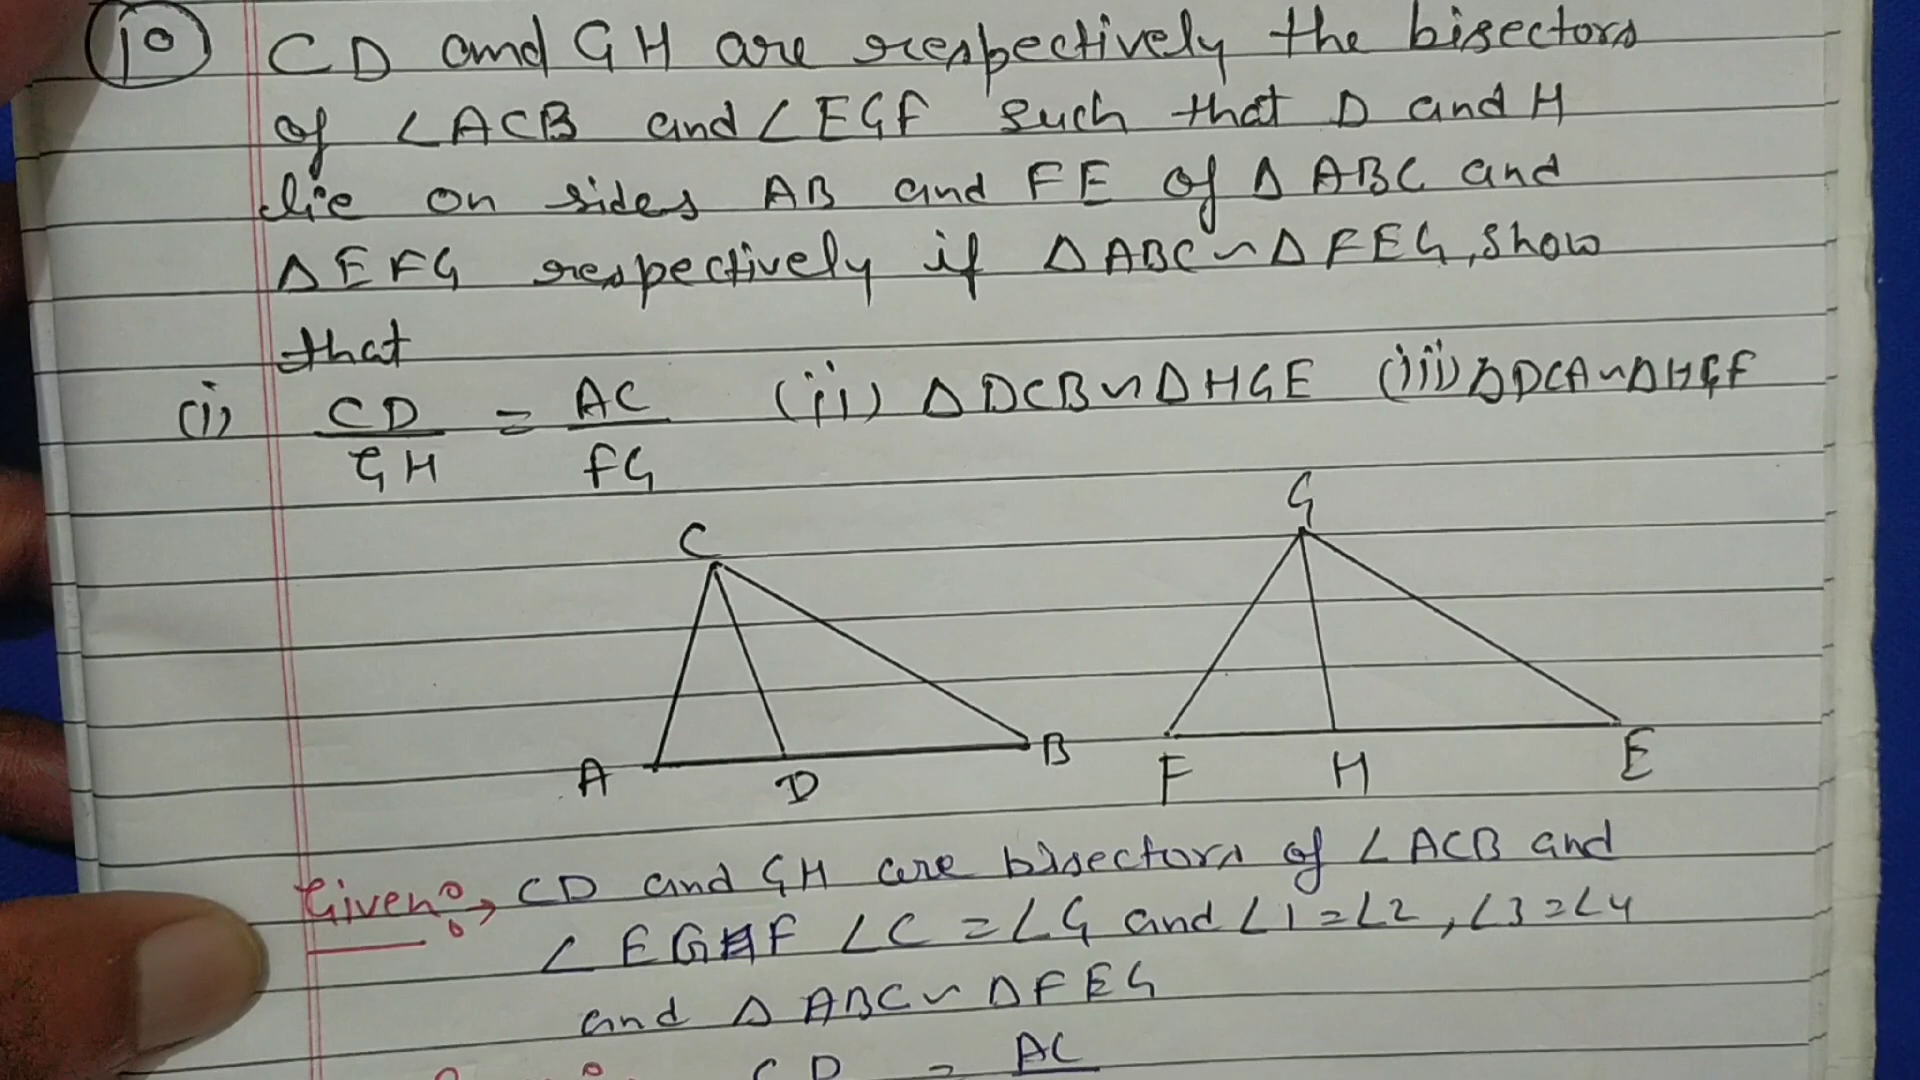 10 CD and GH are respectively the bisectors
of ∠ACB and ∠EGF such that D and H
lie on sides AB and FE of Δ ABC and
Δ EFG respectively if Δ ABC ~ Δ FEG, show
that
(i) CD/GH = AC/FG (ii) Δ DCB ~ Δ HGE (iii) Δ DCA ~ Δ HGF
C G
A D B F H E
Given:→ CD and GH are bisectors of ∠ACB and
∠EGF ∠C = ∠G and ∠1=∠2, ∠3=∠4
and Δ ABC ~ Δ FEG
CD = AC